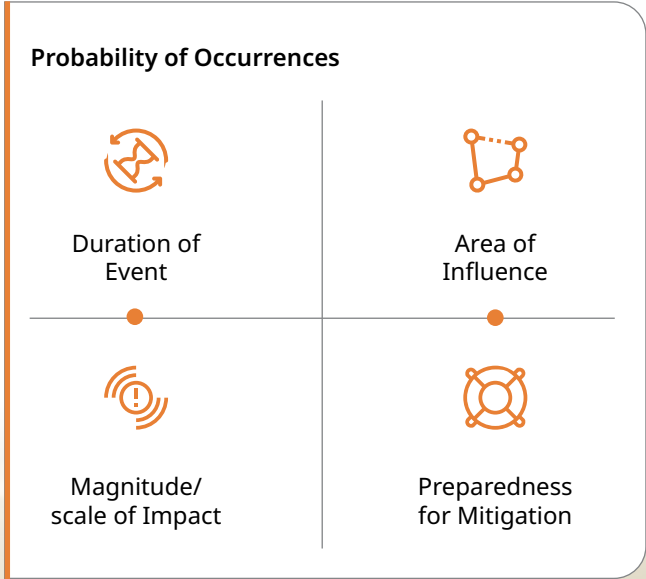 Probability of Occurrences
Duration of
Event
Area of
Influence
Magnitude/
scale of Impact
Preparedness
for Mitigation